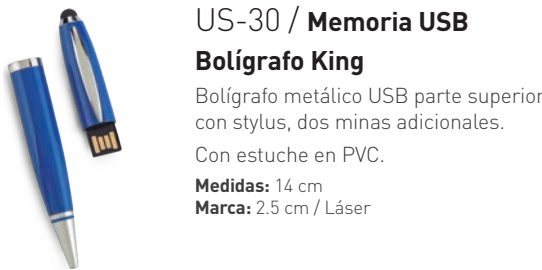 US-30 / Memoria USB
Bolígrafo King
Bolígrafo metálico USB parte superior
con stylus, dos minas adicionales.
Con estuche en PVC.
Medidas: 14 cm
Marca: 2.5 cm / Láser